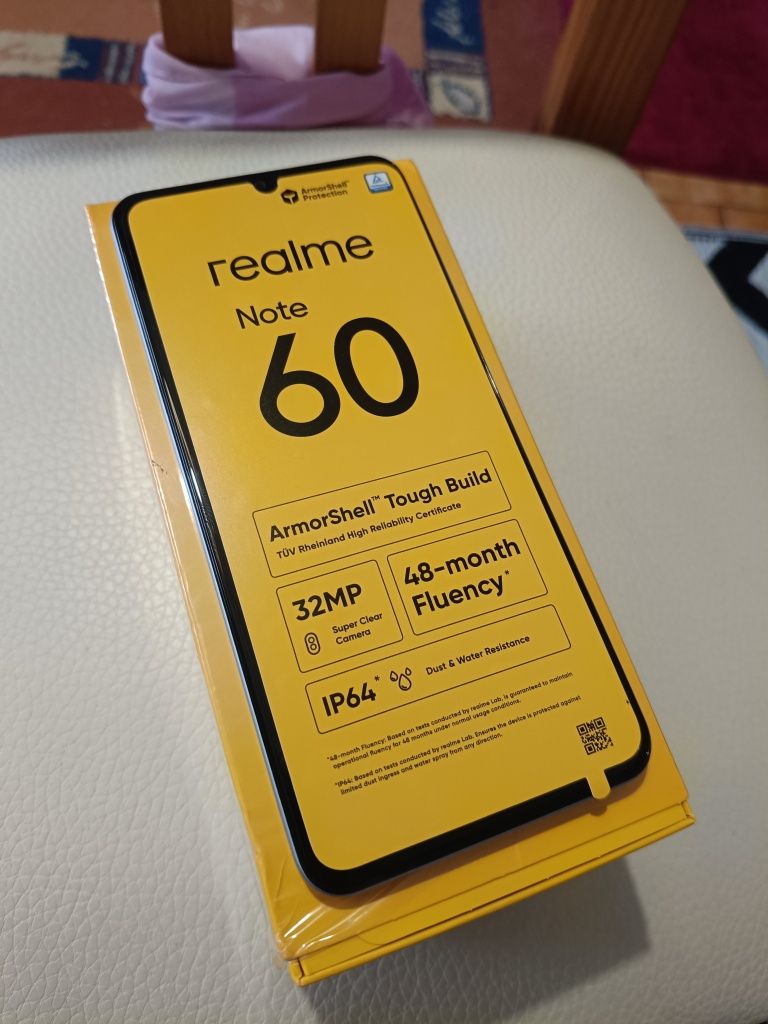 ArmorShell™
Protection
realme
Note
60
ArmorShell™ Tough Build
TÜV Rheinland High Reliability Certificate
32MP
Super Clear
Camera
48-month
Fluency*
IP64*
Dust & Water Resistance
*48-month Fluency: Based on tests conducted by realme Lab, is guaranteed to maintain
operational fluency for 48 months under normal usage conditions.
*IP64: Based on tests conducted by realme Lab. Ensures the device is protected against
limited dust ingress and water spray from any direction.